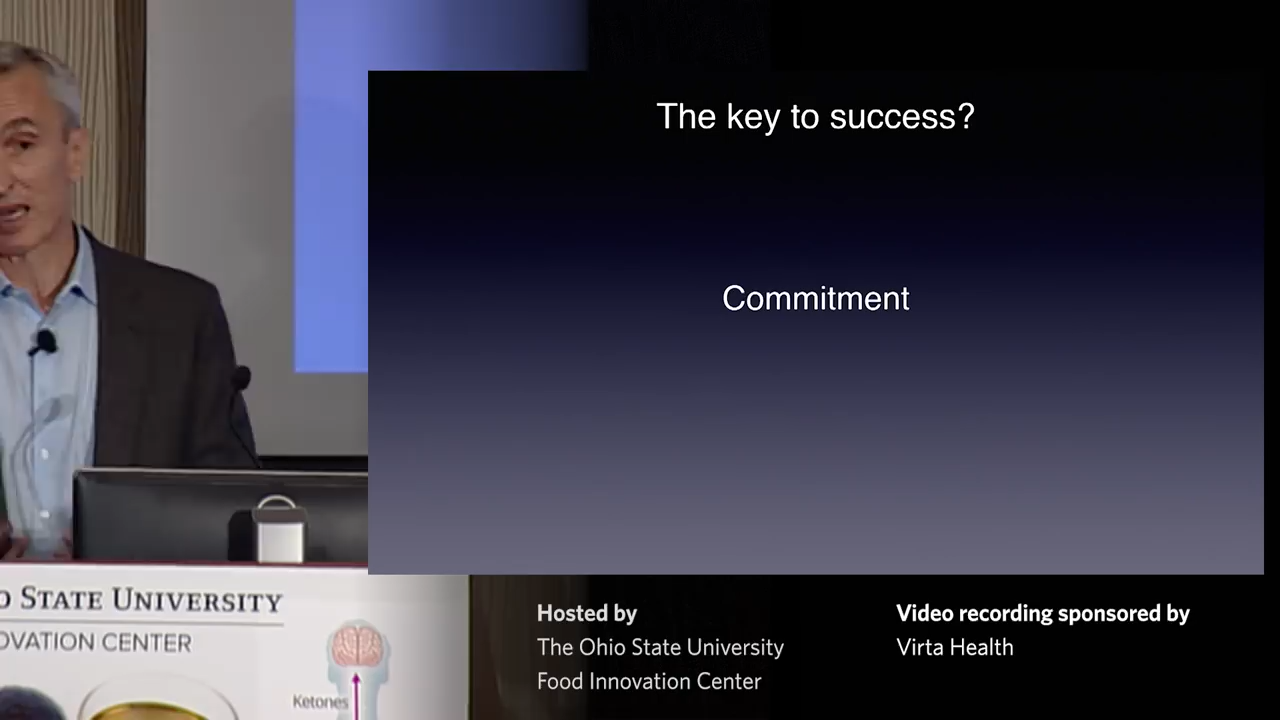 The key to success?
Commitment
O STATE UNIVERSITY
OVATION CENTER
Ketones
Hosted by
The Ohio State University
Food Innovation Center
Video recording sponsored by
Virta Health